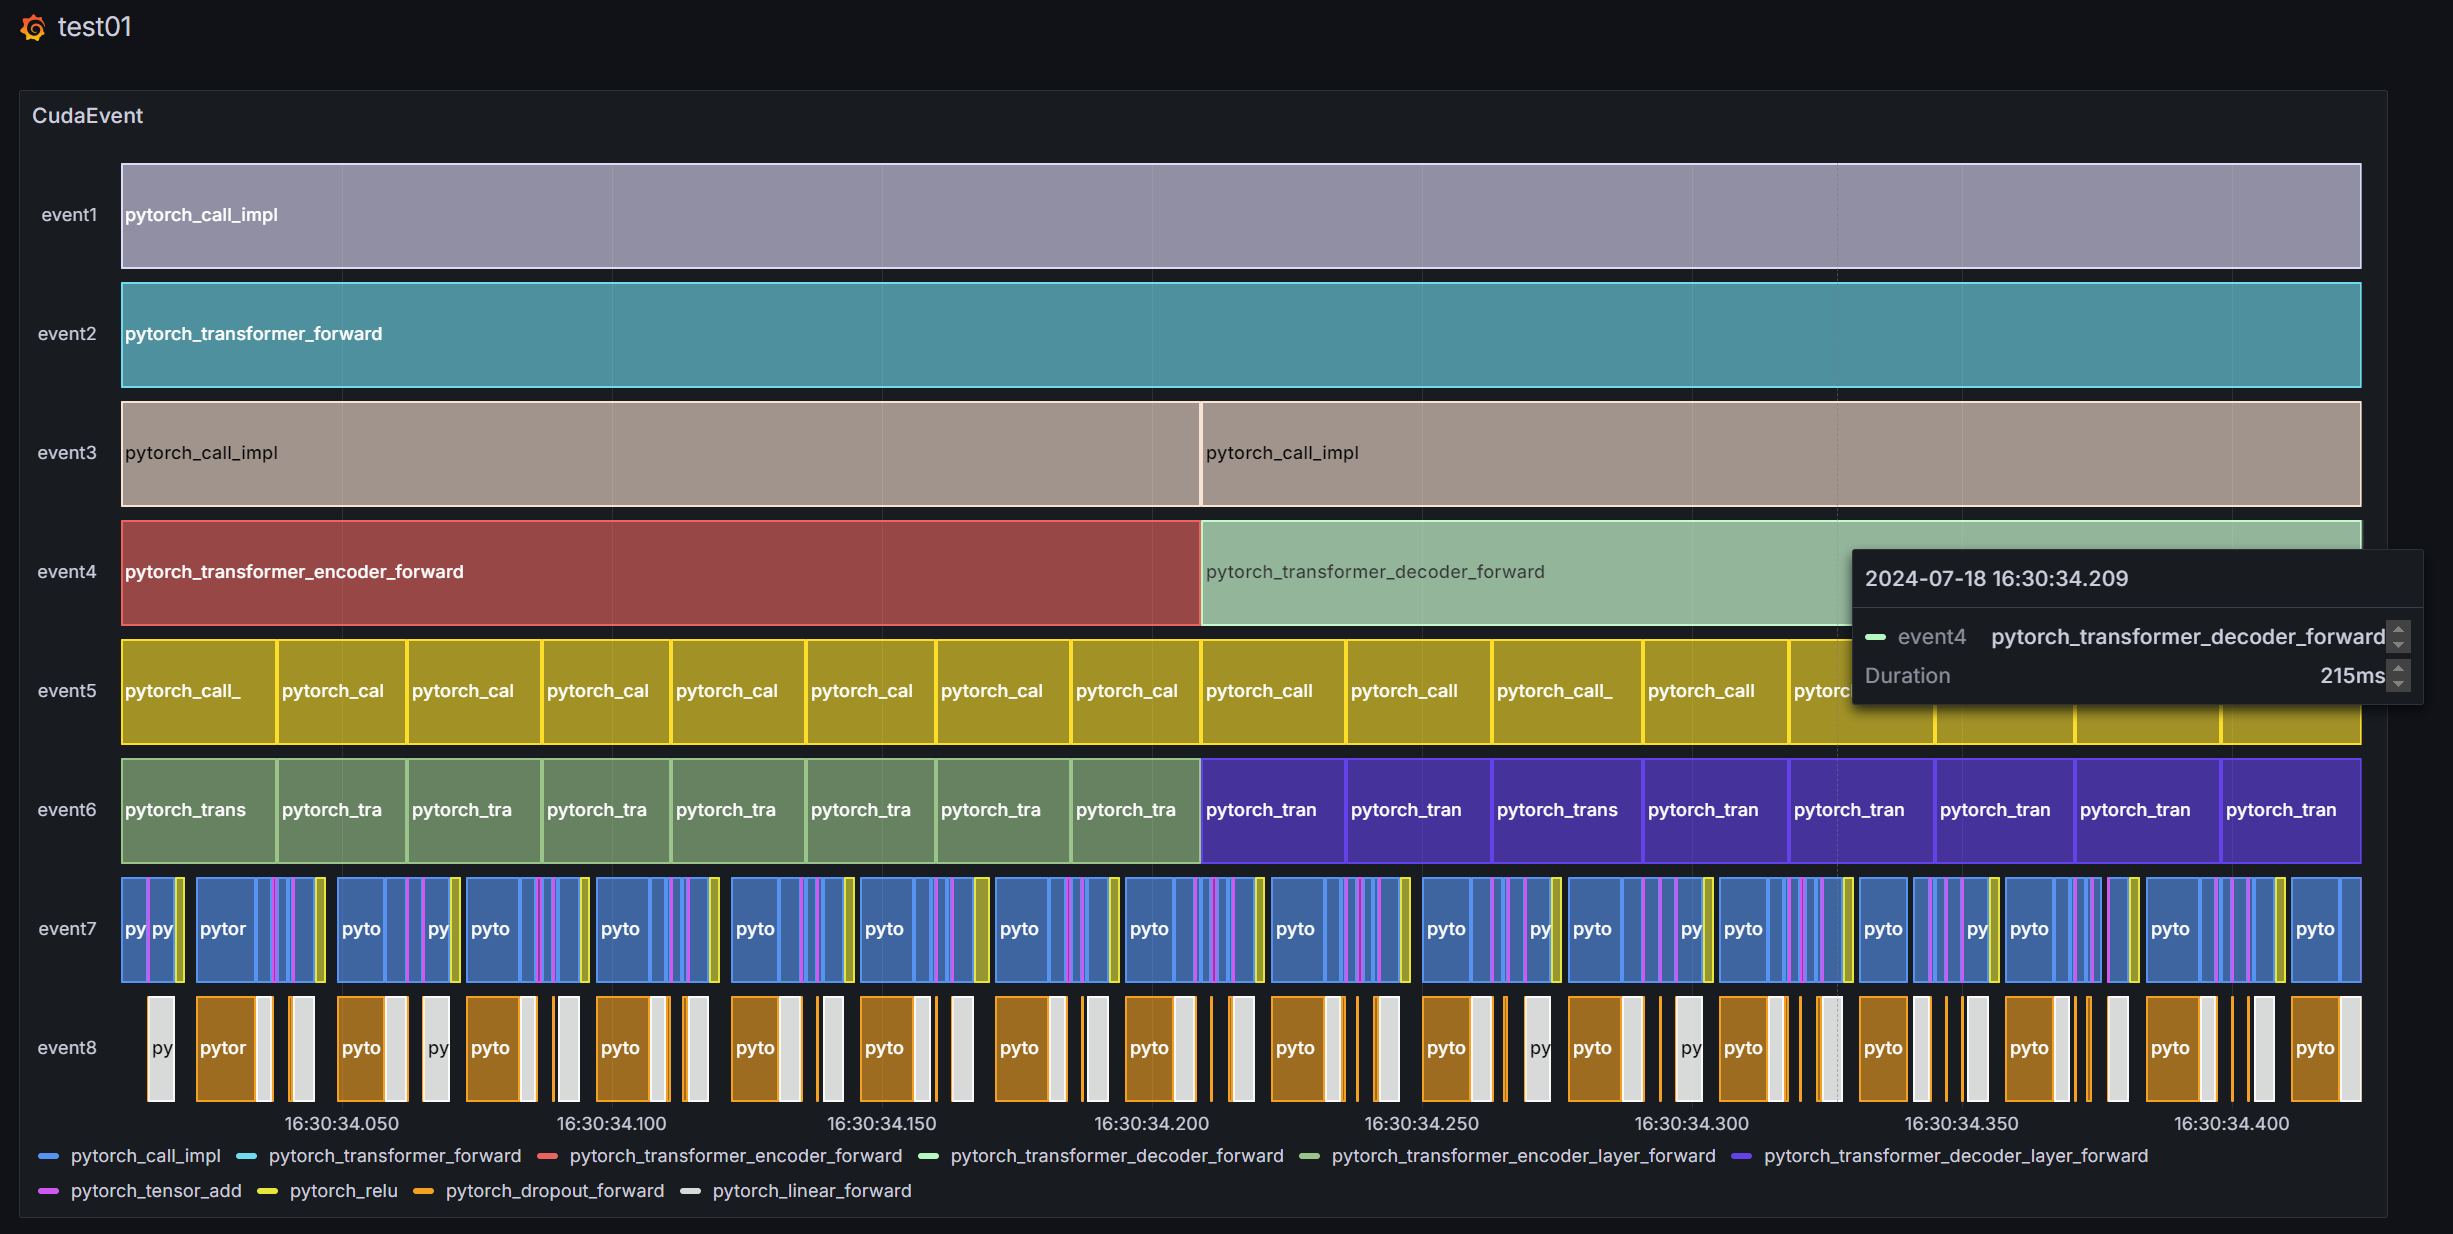 test01
CudaEvent
event1 pytorch_call_impl
event2 pytorch_transformer_forward
event3 pytorch_call_impl pytorch_call_impl
event4 pytorch_transformer_encoder_forward pytorch_transformer_decoder_forward
2024-07-18 16:30:34.209
event4 pytorch_transformer_decoder_forward
Duration 215ms
event5 pytorch_call_ pytorch_cal pytorch_cal pytorch_cal pytorch_cal pytorch_cal pytorch_cal pytorch_cal pytorch_call pytorch_call pytorch_call_ pytorch_call pytorc
event6 pytorch_trans pytorch_tra pytorch_tra pytorch_tra pytorch_tra pytorch_tra pytorch_tra pytorch_tra pytorch_tran pytorch_tran pytorch_trans pytorch_tran pytorch_tran pytorch_tran pytorch_tran pytorch_tran
event7 py py pytor pyto py pyto pyto pyto pyto pyto pyto pyto pyto py pyto py pyto pyto py pyto pyto pyto
event8 py pytor pyto py pyto pyto pyto pyto pyto pyto pyto pyto py pyto py pyto pyto pyto pyto pyto
16:30:34.050 16:30:34.100 16:30:34.150 16:30:34.200 16:30:34.250 16:30:34.300 16:30:34.350 16:30:34.400
pytorch_call_impl pytorch_transformer_forward pytorch_transformer_encoder_forward pytorch_transformer_decoder_forward pytorch_transformer_encoder_layer_forward pytorch_transformer_decoder_layer_forward
pytorch_tensor_add pytorch_relu pytorch_dropout_forward pytorch_linear_forward